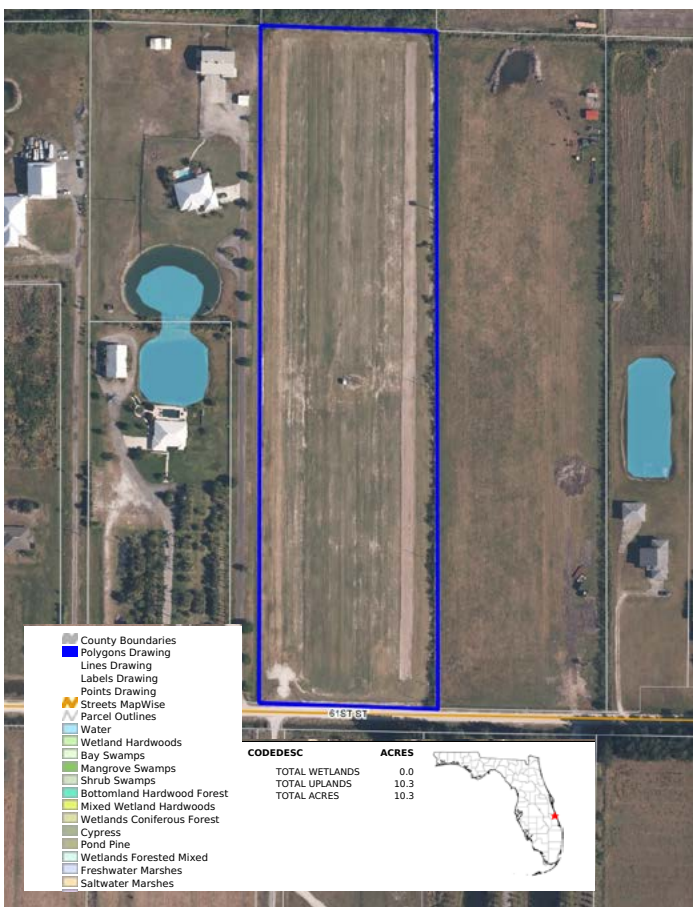 61ST ST
County Boundaries
Polygons Drawing
Lines Drawing
Labels Drawing
Points Drawing
Streets MapWise
Parcel Outlines
Water
Wetland Hardwoods
Bay Swamps
Mangrove Swamps
Shrub Swamps
Bottomland Hardwood Forest
Mixed Wetland Hardwoods
Wetlands Coniferous Forest
Cypress
Pond Pine
Wetlands Forested Mixed
Freshwater Marshes
Saltwater Marshes
CODEDESC ACRES
TOTAL WETLANDS 0.0
TOTAL UPLANDS 10.3
TOTAL ACRES 10.3